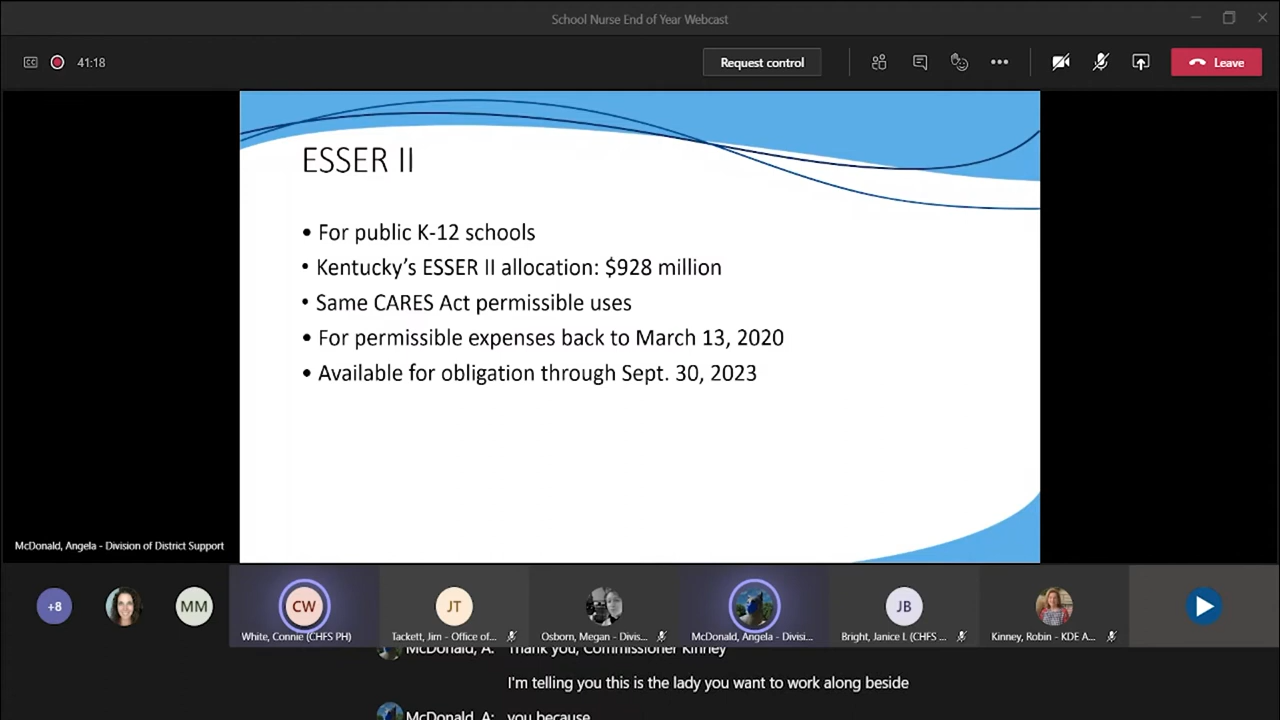 School Nurse End of Year Webcast
CC
41:18
Request control
Leave
ESSER II
• For public K-12 schools
• Kentucky’s ESSER II allocation: $928 million
• Same CARES Act permissible uses
• For permissible expenses back to March 13, 2020
• Available for obligation through Sept. 30, 2023
McDonald, Angela - Division of District Support
+8
MM
CW
JT
JB
White, Connie (CHFS PH)
Tackett, Jim - Office of...
Osborn, Megan - Divis...
McDonald, Angela - Divisi...
Bright, Janice L (CHFS ...
Kinney, Robin - KDE A...
McDonald, A: Thank you, Commissioner Kinney
I'm telling you this is the lady you want to work along beside
McDonald, A: you because